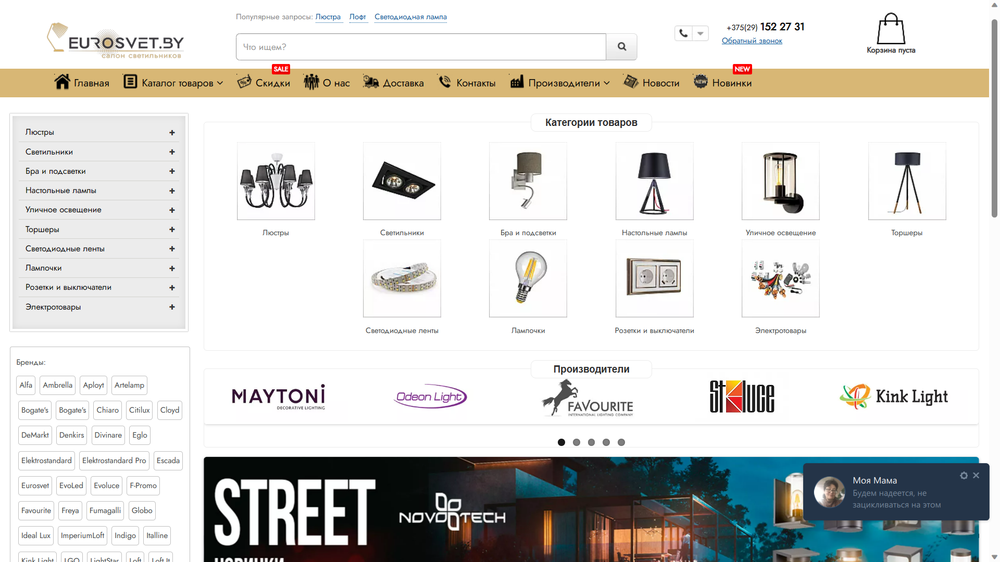 Популярные запросы: Люстра Лофт Светодиодная лампа
EUROSVET.BY
салон светильников
Что ищем?
+375(29) 152 27 31
Обратный звонок
Корзина пуста
SALE
NEW
Главная
Каталог товаров
Скидки
О нас
Доставка
Контакты
Производители
Новости
NEW
Новинки
Люстры
Светильники
Бра и подсветки
Настольные лампы
Уличное освещение
Торшеры
Светодиодные ленты
Лампочки
Розетки и выключатели
Электротовары
Бренды:
Alfa Ambrella Aployt Artelamp
Bogate's Bogate's Chiaro Citilux Cloyd
DeMarkt Denkirs Divinare Eglo
Elektrostandard Elektrostandard Pro Escada
Eurosvet EvoLed Evoluce F-Promo
Favourite Freya Fumagalli Globo
Ideal Lux ImperiumLoft Indigo Italline
Kink Light LGO LightStar Loft Loft It
Категории товаров
Люстры
Светильники
Бра и подсветки
Настольные лампы
Уличное освещение
Торшеры
Светодиодные ленты
Лампочки
Розетки и выключатели
Электротовары
Производители
MAYTONI
DECORATIVE LIGHTING
Odeon Light
FAVOURITE
INTERNATIONAL LIGHTING COMPANY
St Luce
Kink Light
STREET
NOVOTECH
НОВИНКИ
Моя Мама
Будем надеется, не
зацикливаться на этом